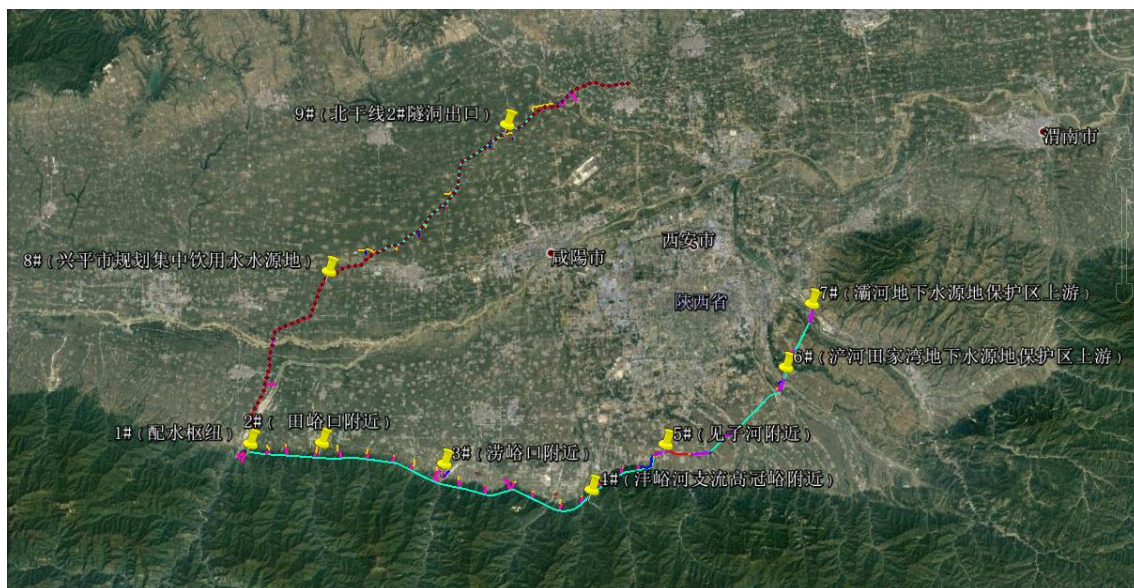 9#（北干线2#隧洞出口）
渭南市
西安市
咸陽市
8#（兴平市规划集中饮用水水源地）
陝西省
7#（灞河地下水源地保护区上游）
6#（浐河田家湾地下水源地保护区上游）
1#（配水枢纽）
2#（ 田峪口附近）
5#（见子河附近）
3#（涝峪口附近）
4#（沣峪河支流高冠峪附近）